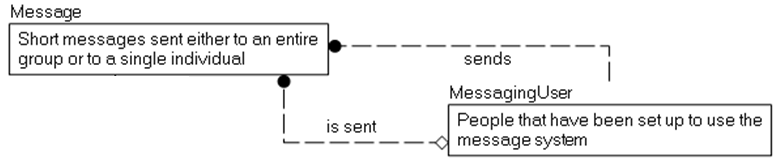 Message
Short messages sent either to an entire
group or to a single individual
sends
MessagingUser
People that have been set up to use the
message system
is sent